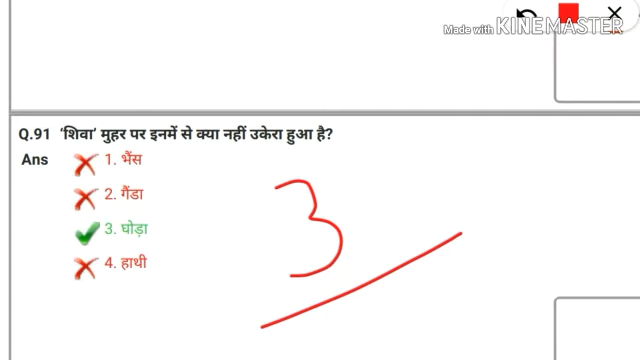 Made with KINEMASTER
Q.91 ‘शिवा’ मुहर पर इनमें से क्या नहीं उकेरा हुआ है?
Ans 1. भैंस
2. गैंडा
3. घोड़ा
4. हाथी
3